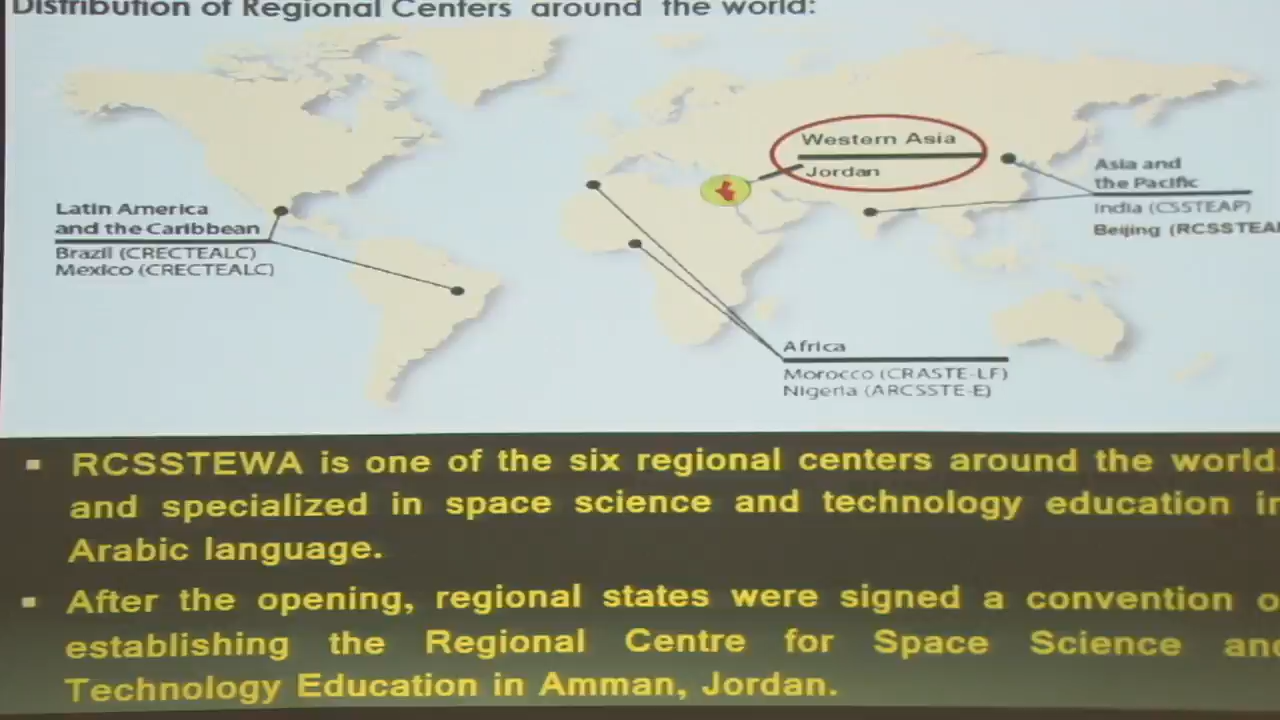 Distribution of Regional Centers around the world:
Western Asia
Jordan
Asia and
the Pacific
India (CSSTEAP)
Beijing (RCSSTEA
Latin America
and the Caribbean
Brazil (CRECTEALC)
Mexico (CRECTEALC)
Africa
Morocco (CRASTE-LF)
Nigeria (ARCSSTE-E)
▪ RCSSTEWA is one of the six regional centers around the world
and specialized in space science and technology education in
Arabic language.
▪ After the opening, regional states were signed a convention o
establishing the Regional Centre for Space Science and
Technology Education in Amman, Jordan.